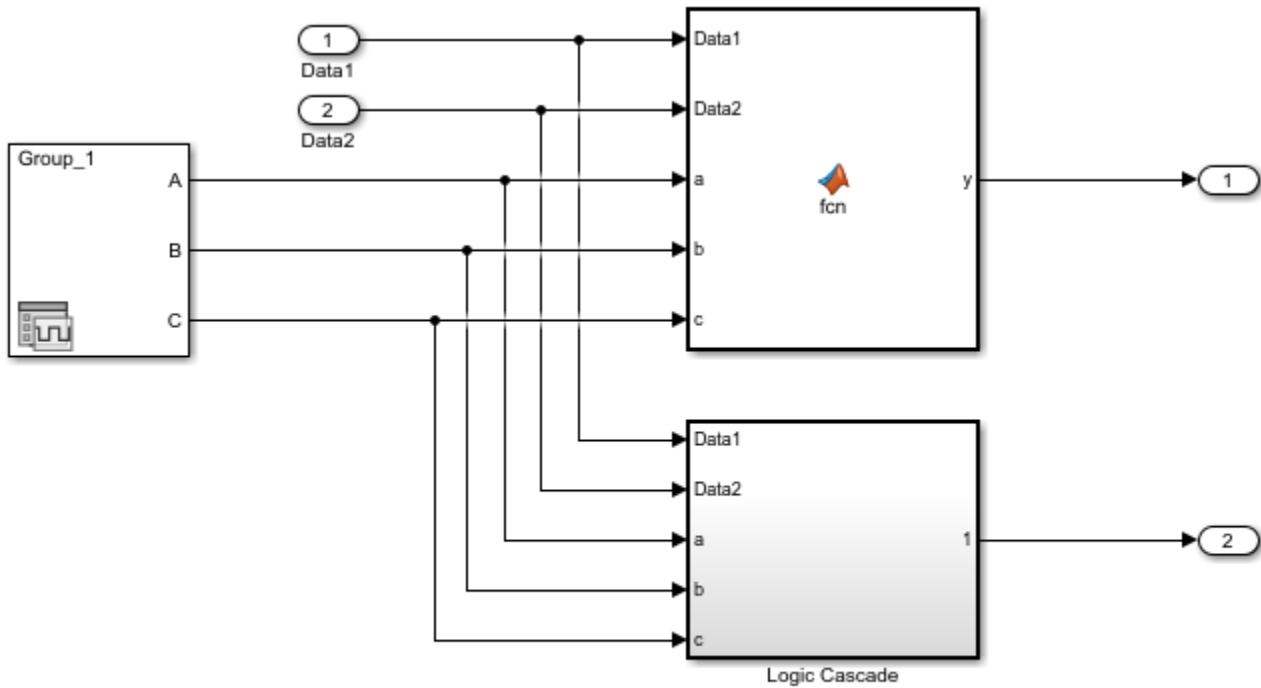 1
Data1
2
Data2
Group_1
A
B
C
Data1
Data2
a
b
c
fcn
y
1
Data1
Data2
a
b
c
1
2
Logic Cascade